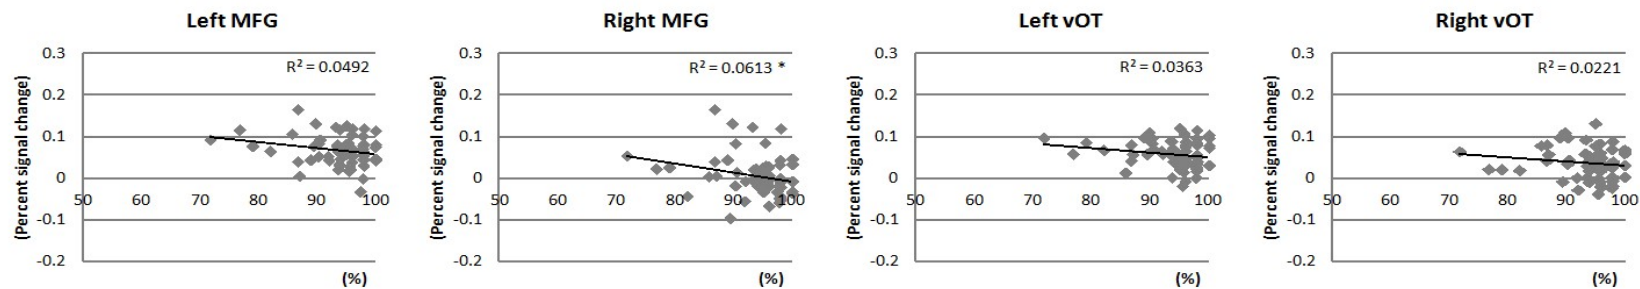 Left MFG
(Percent signal change)
0.3
0.2
0.1
0
-0.1
-0.2
R² = 0.0492
50 60 70 80 90 100
(%)
Right MFG
(Percent signal change)
0.3
0.2
0.1
0
-0.1
-0.2
R² = 0.0613 *
50 60 70 80 90 100
(%)
Left vOT
(Percent signal change)
0.3
0.2
0.1
0
-0.1
-0.2
R² = 0.0363
50 60 70 80 90 100
(%)
Right vOT
(Percent signal change)
0.3
0.2
0.1
0
-0.1
-0.2
R² = 0.0221
50 60 70 80 90 100
(%)